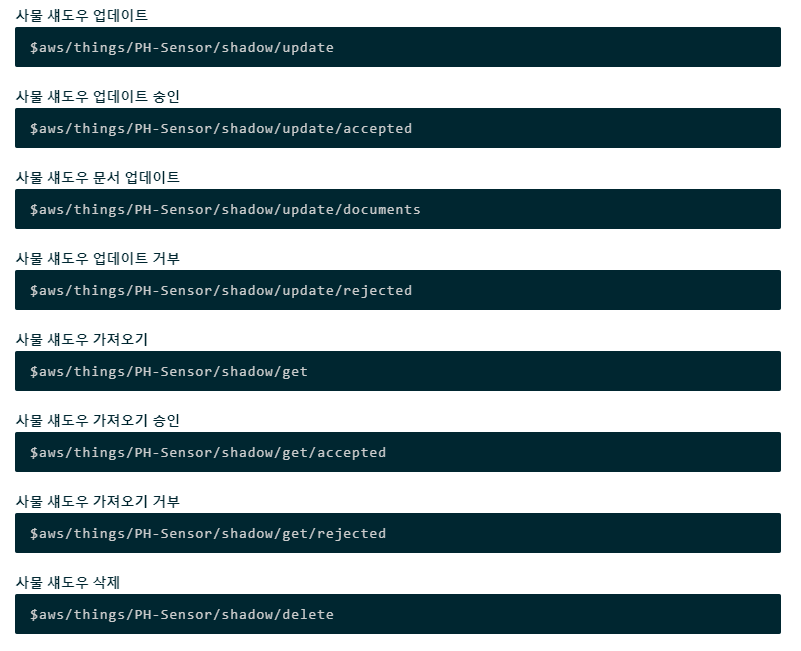 사물 섀도우 업데이트
$aws/things/PH-Sensor/shadow/update
사물 섀도우 업데이트 숭인
$aws/things/PH-Sensor/shadow/update/accepted
사물 섀도우 문서 업데이트
$aws/things/PH-Sensor/shadow/update/documents
사물 섀도우 업데이트 거부
$aws/things/PH-Sensor/shadow/update/rejected
사물 섀도우 가져오기
$aws/things/PH-Sensor/shadow/get
사물 섀도우 가져오기 승인
$aws/things/PH-Sensor/shadow/get/accepted
사물 섀도우 가져오기 거부
$aws/things/PH-Sensor/shadow/get/rejected
사물 섀도우 삭제
$aws/things/PH-Sensor/shadow/delete